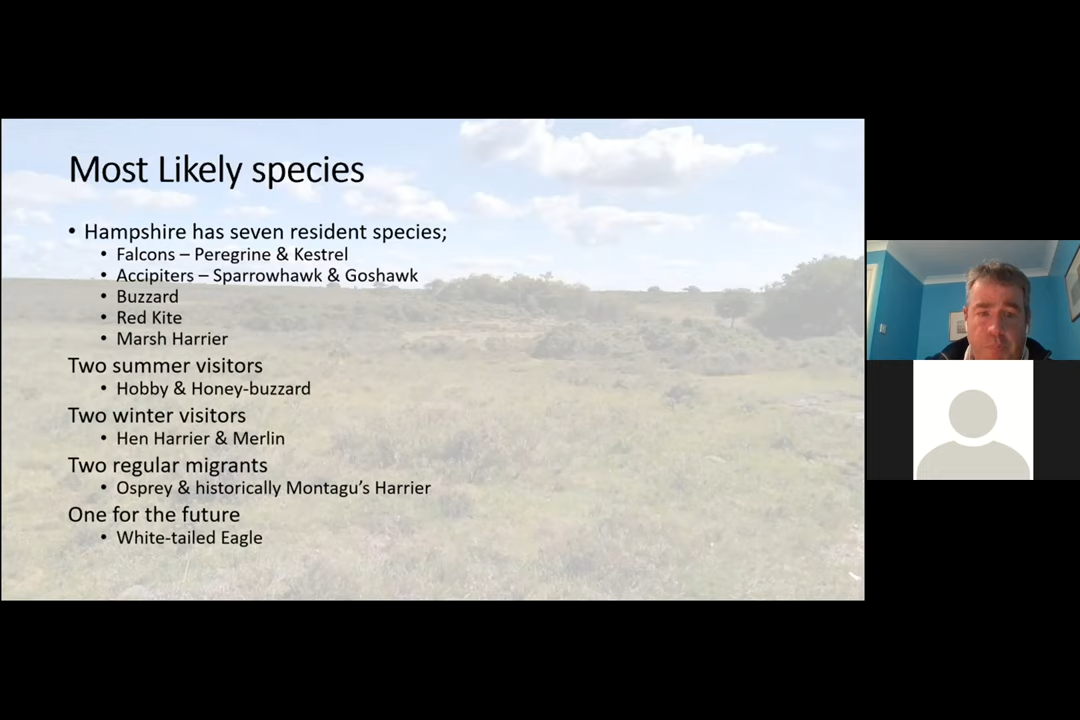 Most Likely species
• Hampshire has seven resident species;
• Falcons – Peregrine & Kestrel
• Accipiters – Sparrowhawk & Goshawk
• Buzzard
• Red Kite
• Marsh Harrier
Two summer visitors
• Hobby & Honey-buzzard
Two winter visitors
• Hen Harrier & Merlin
Two regular migrants
• Osprey & historically Montagu’s Harrier
One for the future
• White-tailed Eagle